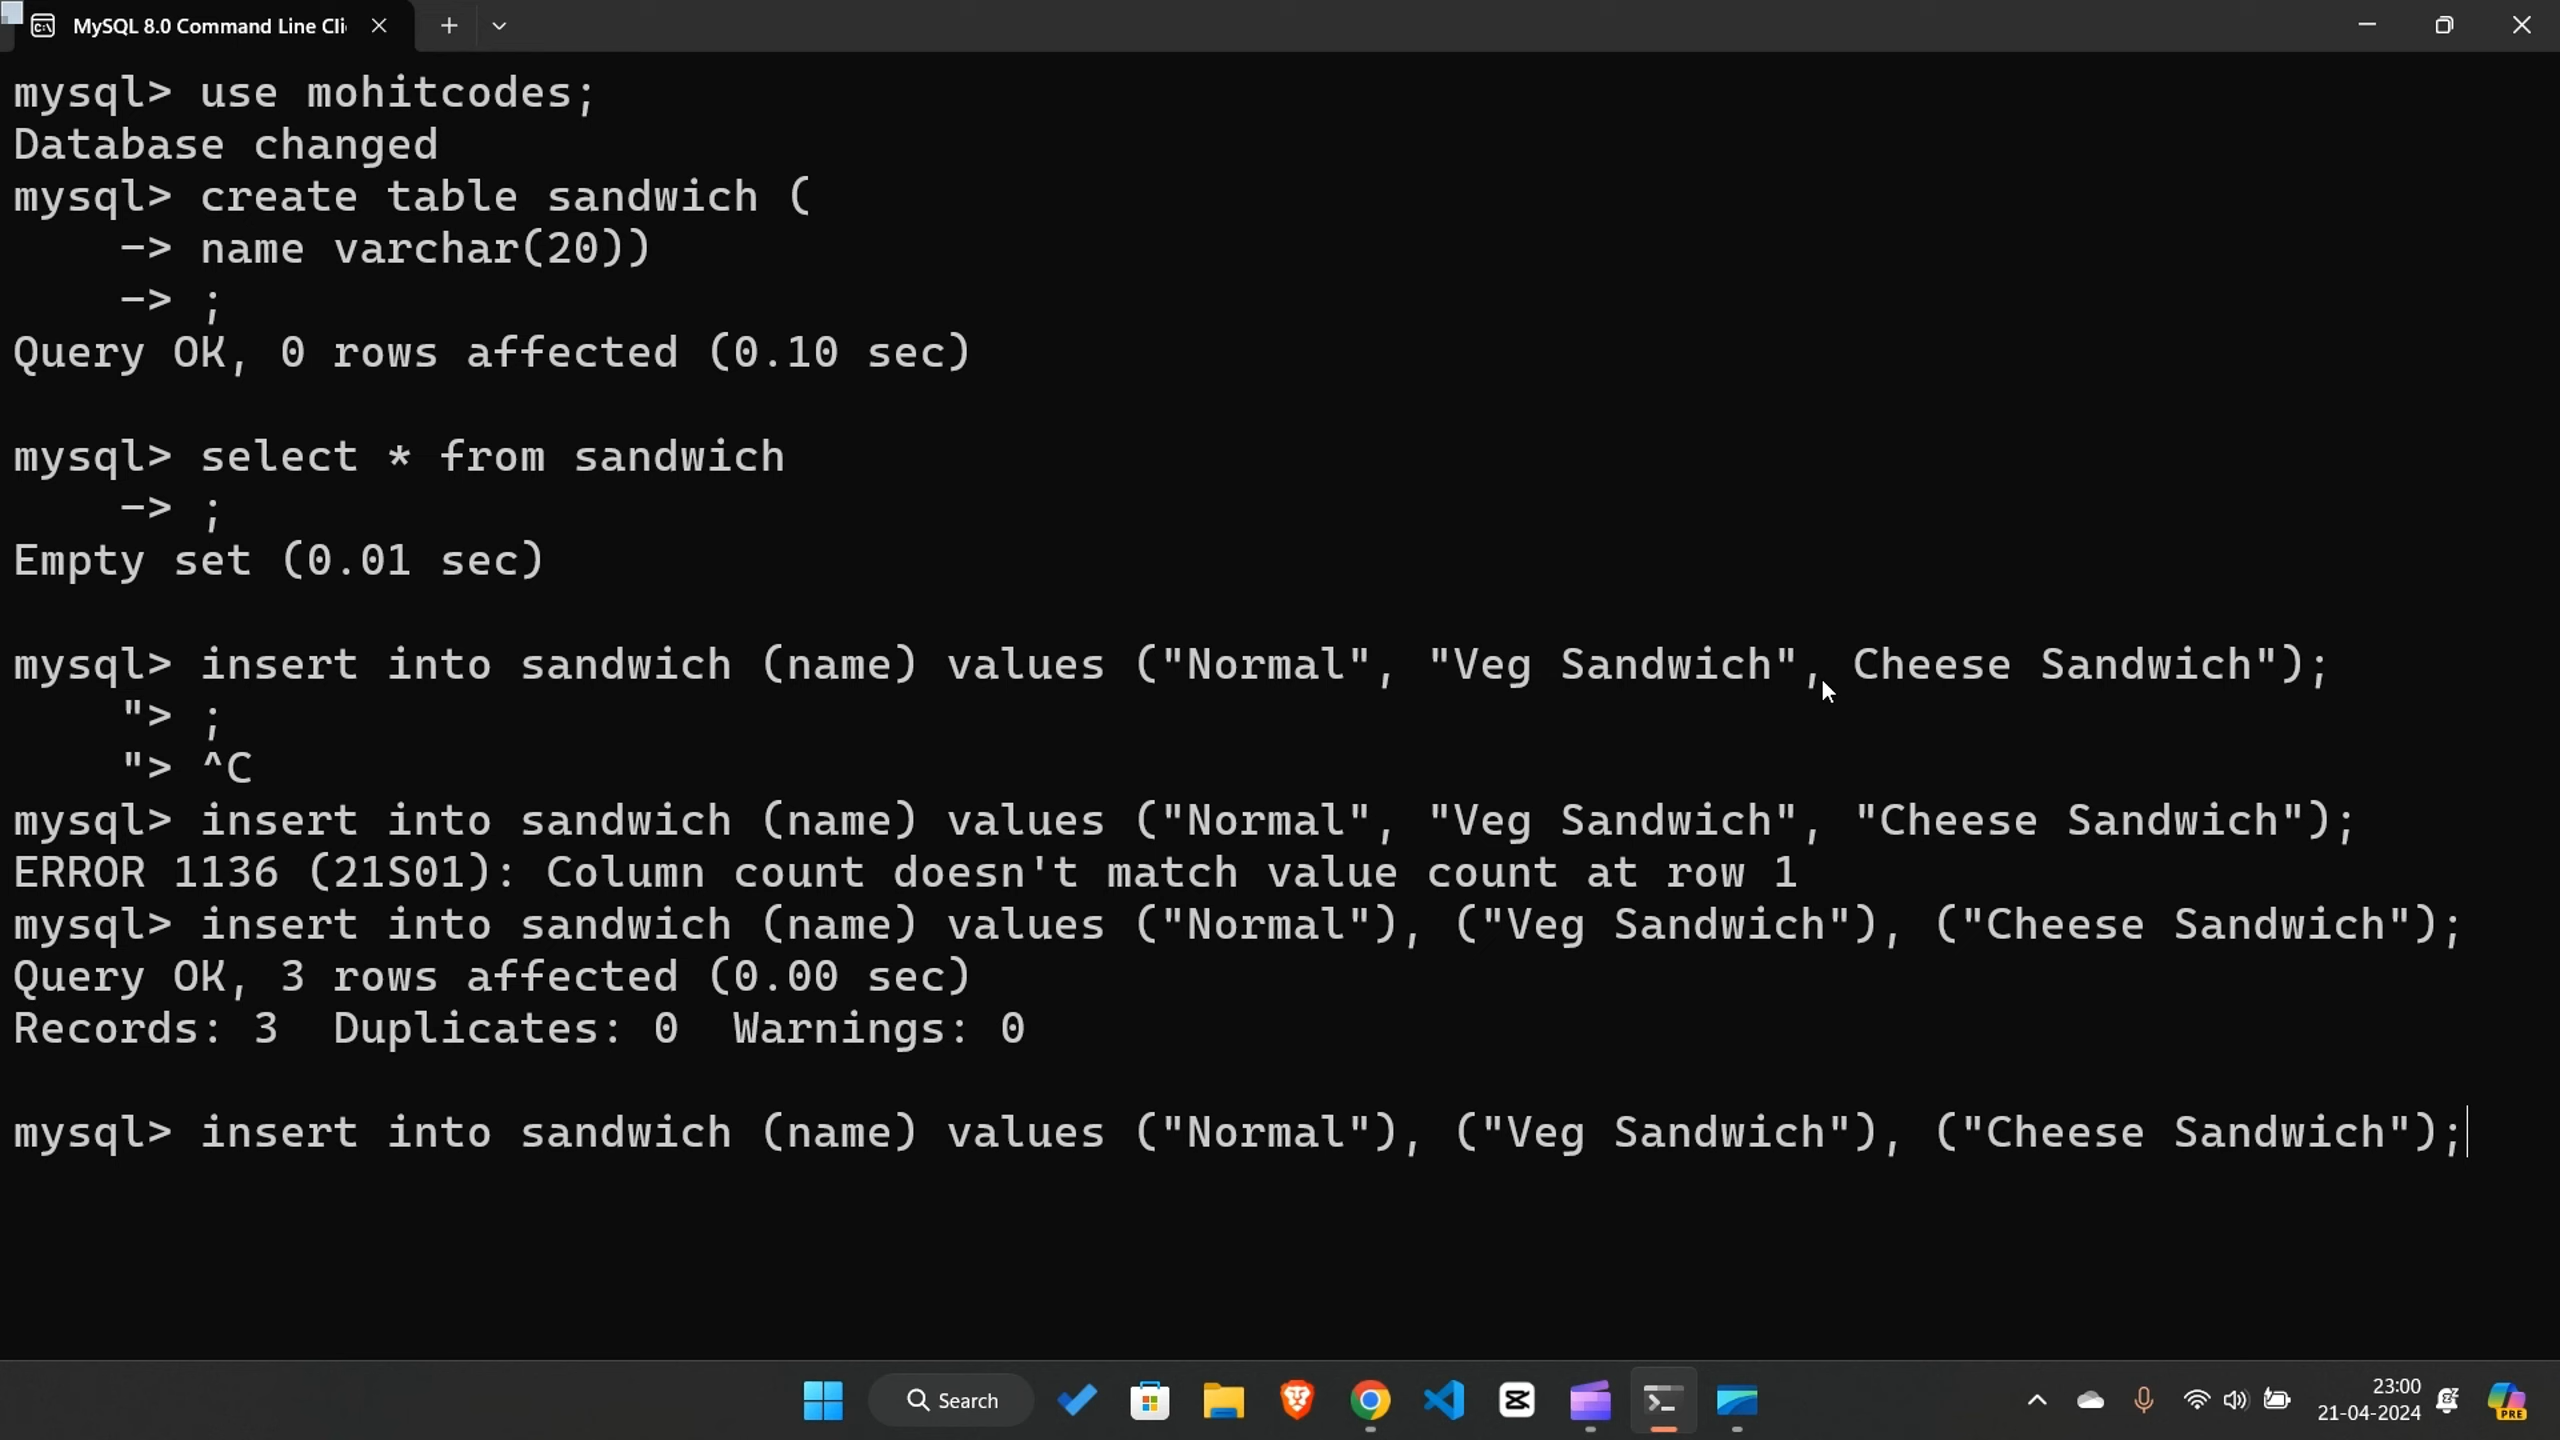 MySQL 8.0 Command Line Cli
mysql> use mohitcodes;
Database changed
mysql> create table sandwich (
    -> name varchar(20))
    -> ;
Query OK, 0 rows affected (0.10 sec)
mysql> select * from sandwich
    -> ;
Empty set (0.01 sec)
mysql> insert into sandwich (name) values ("Normal", "Veg Sandwich", Cheese Sandwich");
    "> ;
    "> ^C
mysql> insert into sandwich (name) values ("Normal", "Veg Sandwich", "Cheese Sandwich");
ERROR 1136 (21S01): Column count doesn't match value count at row 1
mysql> insert into sandwich (name) values ("Normal"), ("Veg Sandwich"), ("Cheese Sandwich");
Query OK, 3 rows affected (0.00 sec)
Records: 3  Duplicates: 0  Warnings: 0
mysql> insert into sandwich (name) values ("Normal"), ("Veg Sandwich"), ("Cheese Sandwich");
Search
23:00
21-04-2024
PRE